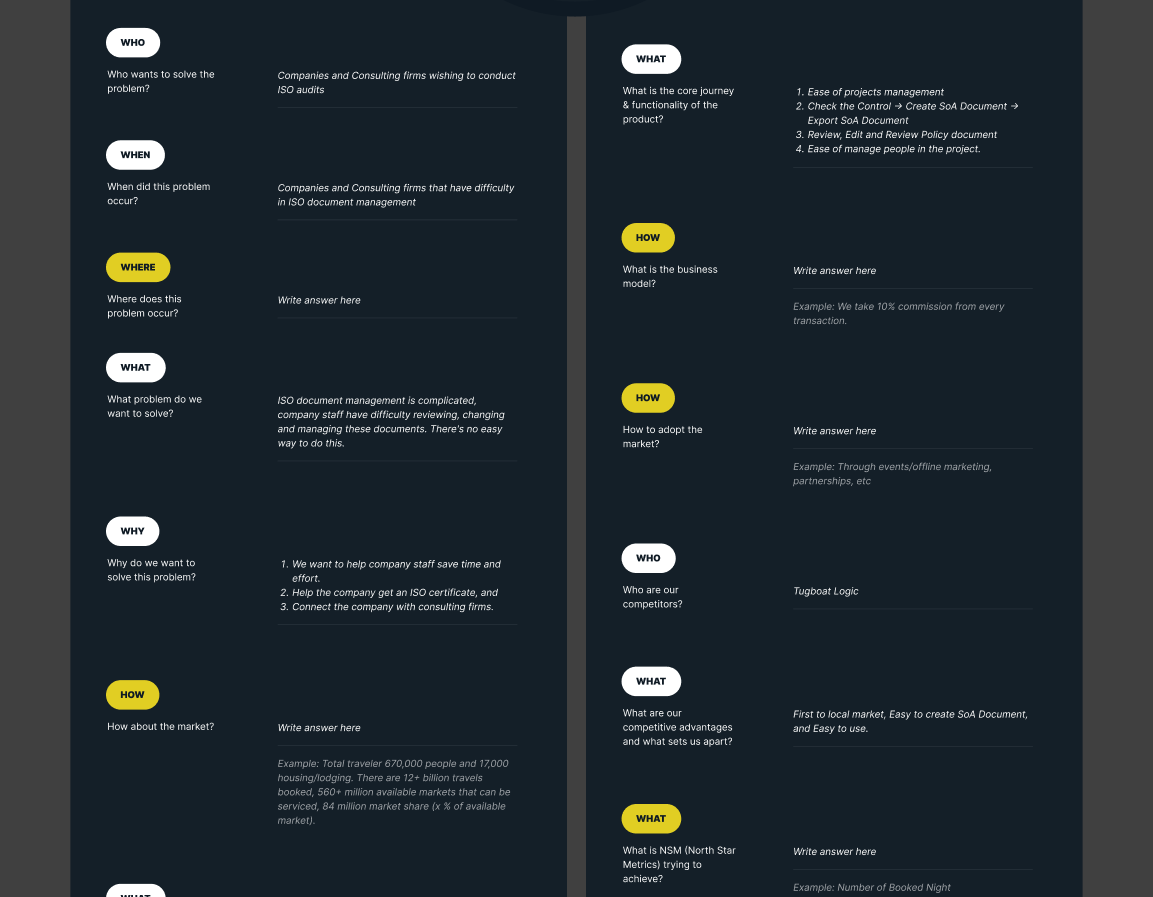 WHO
Who wants to solve the
problem?
Companies and Consulting firms wishing to conduct
ISO audits
WHEN
When did this problem
occur?
Companies and Consulting firms that have difficulty
in ISO document management
WHERE
Where does this
problem occur?
Write answer here
WHAT
What problem do we
want to solve?
ISO document management is complicated,
company staff have difficulty reviewing, changing
and managing these documents. There's no easy
way to do this.
WHY
Why do we want to
solve this problem?
1. We want to help company staff save time and
effort.
2. Help the company get an ISO certificate, and
3. Connect the company with consulting firms.
HOW
How about the market?
Write answer here
Example: Total traveler 670,000 people and 17,000
housing/lodging. There are 12+ billion travels
booked, 560+ million available markets that can be
serviced, 84 million market share (x % of available
market).
WHAT
WHAT
What is the core journey
& functionality of the
product?
1. Ease of projects management
2. Check the Control → Create SoA Document →
Export SoA Document
3. Review, Edit and Review Policy document
4. Ease of manage people in the project.
HOW
What is the business
model?
Write answer here
Example: We take 10% commission from every
transaction.
HOW
How to adopt the
market?
Write answer here
Example: Through events/offline marketing,
partnerships, etc
WHO
Who are our
competitors?
Tugboat Logic
WHAT
What are our
competitive advantages
and what sets us apart?
First to local market, Easy to create SoA Document,
and Easy to use.
WHAT
What is NSM (North Star
Metrics) trying to
achieve?
Write answer here
Example: Number of Booked Night